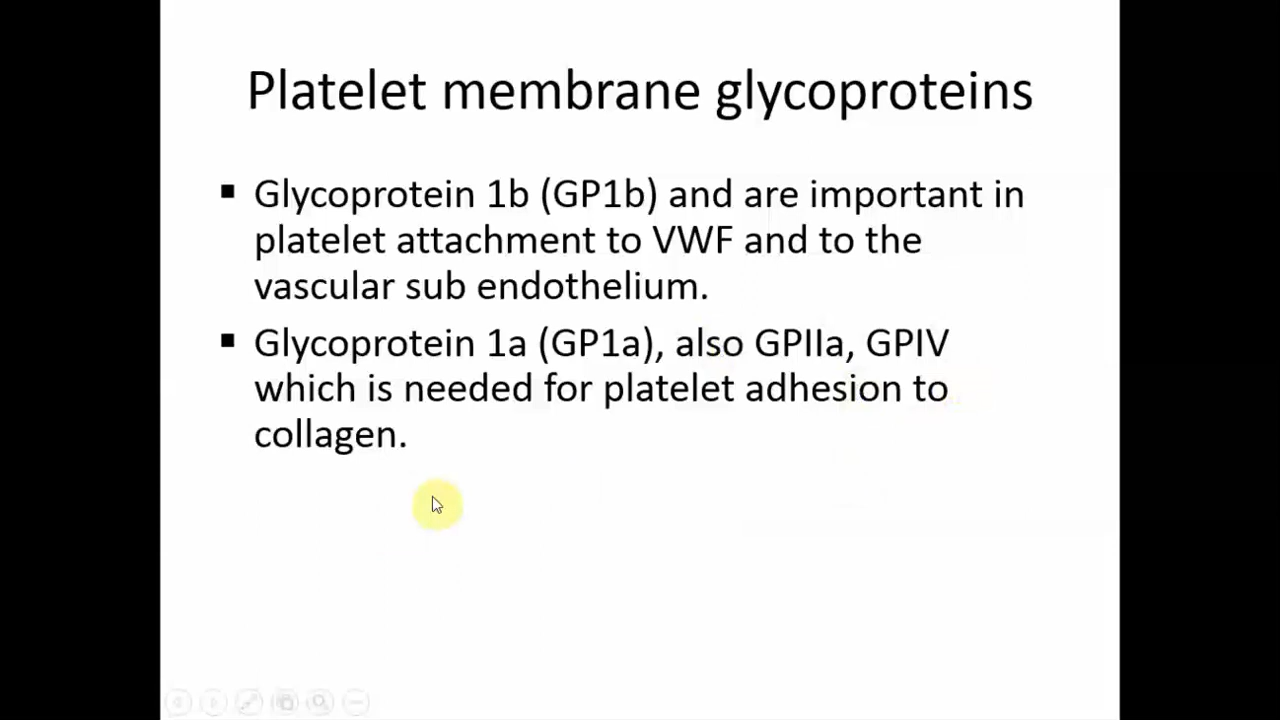 Platelet membrane glycoproteins
▪ Glycoprotein 1b (GP1b) and are important in
platelet attachment to VWF and to the
vascular sub endothelium.
▪ Glycoprotein 1a (GP1a), also GPIIa, GPIV
which is needed for platelet adhesion to
collagen.